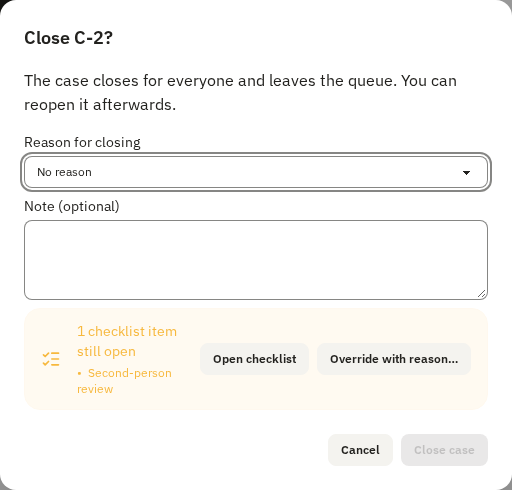 Close C-2?
The case closes for everyone and leaves the queue. You can
reopen it afterwards.
Reason for closing
No reason
Note (optional)
1 checklist item
still open
• Second-person
review
Open checklist
Override with reason...
Cancel
Close case